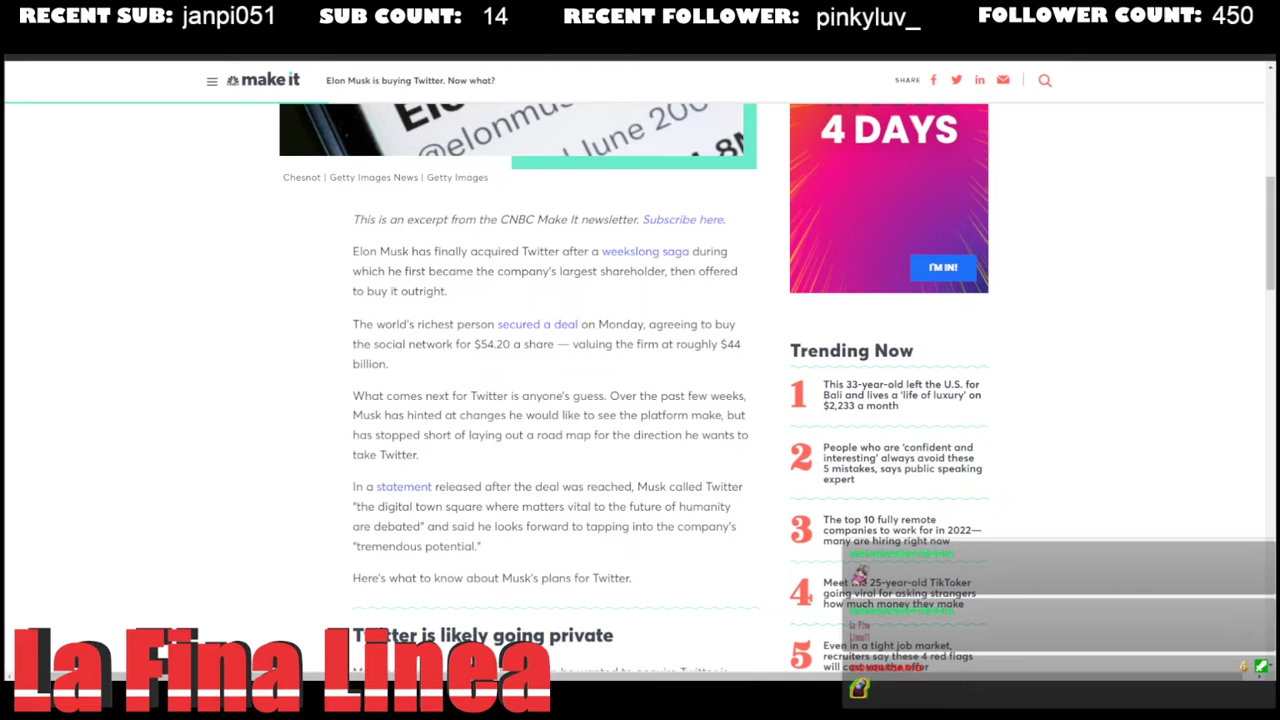 RECENT SUB: janpi051 SUB COUNT: 14 RECENT FOLLOWER: pinkyluv_ FOLLOWER COUNT: 450
make it Elon Musk is buying Twitter. Now what? SHARE
@elonmus
June 200
Chesnot | Getty Images News | Getty Images
This is an excerpt from the CNBC Make It newsletter. Subscribe here.
Elon Musk has finally acquired Twitter after a weekslong saga during
which he first became the company's largest shareholder, then offered
to buy it outright.
The world's richest person secured a deal on Monday, agreeing to buy
the social network for $54.20 a share — valuing the firm at roughly $44
billion.
What comes next for Twitter is anyone's guess. Over the past few weeks,
Musk has hinted at changes he would like to see the platform make, but
has stopped short of laying out a road map for the direction he wants to
take Twitter.
In a statement released after the deal was reached, Musk called Twitter
"the digital town square where matters vital to the future of humanity
are debated" and said he looks forward to tapping into the company's
"tremendous potential."
Here's what to know about Musk's plans for Twitter.
Twitter is likely going private
4 DAYS
I'M IN!
Trending Now
1 This 33-year-old left the U.S. for
Bali and lives a 'life of luxury' on
$2,233 a month
2 People who are 'confident and
interesting' always avoid these
5 mistakes, says public speaking
expert
3 The top 10 fully remote
companies to work for in 2022—
many are hiring right now
4 Meet the 25-year-old TikToker
going viral for asking strangers
how much money they make
5 Even in a tight job market,
recruiters say these 4 red flags
will cost you the offer
La Fina
Linea!!
La Fina Linea